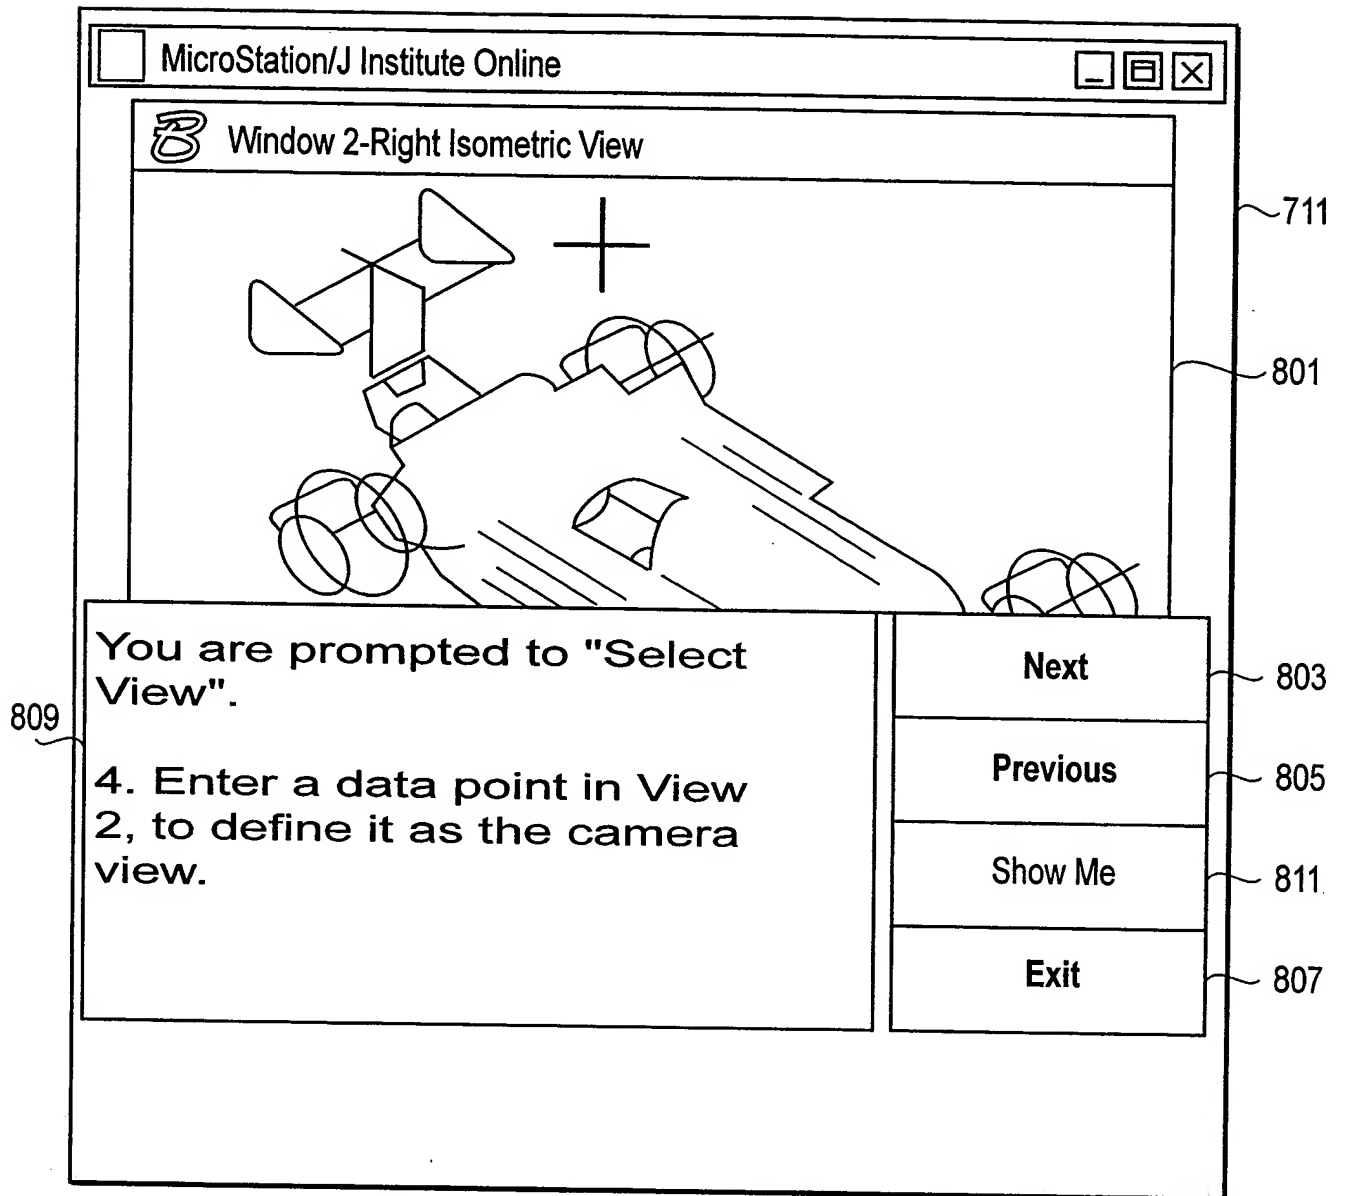 MicroStation/J Institute Online
B Window 2-Right Isometric View
711
801
You are prompted to "Select
View".
809
4. Enter a data point in View
2, to define it as the camera
view.
Next
803
Previous
805
Show Me
811
Exit
807